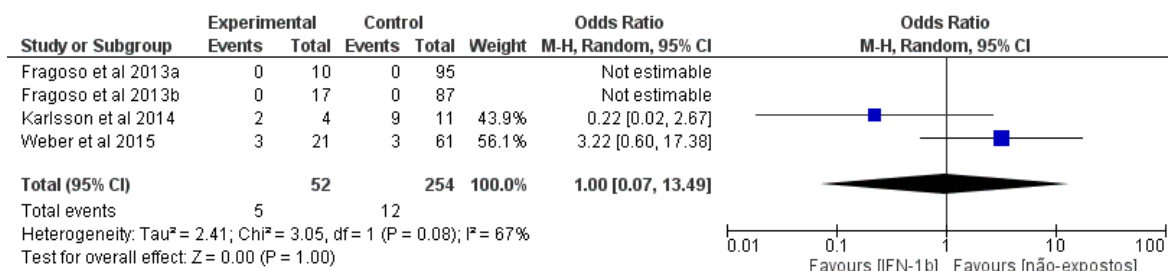 Experimental Control Odds Ratio Odds Ratio
Study or Subgroup Events Total Events Total Weight M-H, Random, 95% CI M-H, Random, 95% CI
Fragoso et al 2013a 0 10 0 95 Not estimable
Fragoso et al 2013b 0 17 0 87 Not estimable
Karlsson et al 2014 2 4 9 11 43.9% 0.22 [0.02, 2.67]
Weber et al 2015 3 21 3 61 56.1% 3.22 [0.60, 17.38]
Total (95% CI) 52 254 100.0% 1.00 [0.07, 13.49]
Total events 5 12
Heterogeneity: Tau² = 2.41; Chi² = 3.05, df = 1 (P = 0.08); I² = 67%
Test for overall effect: Z = 0.00 (P = 1.00)
0.01 0.1 1 10 100
Favours [IFN-1b] Favours [não-expostos]